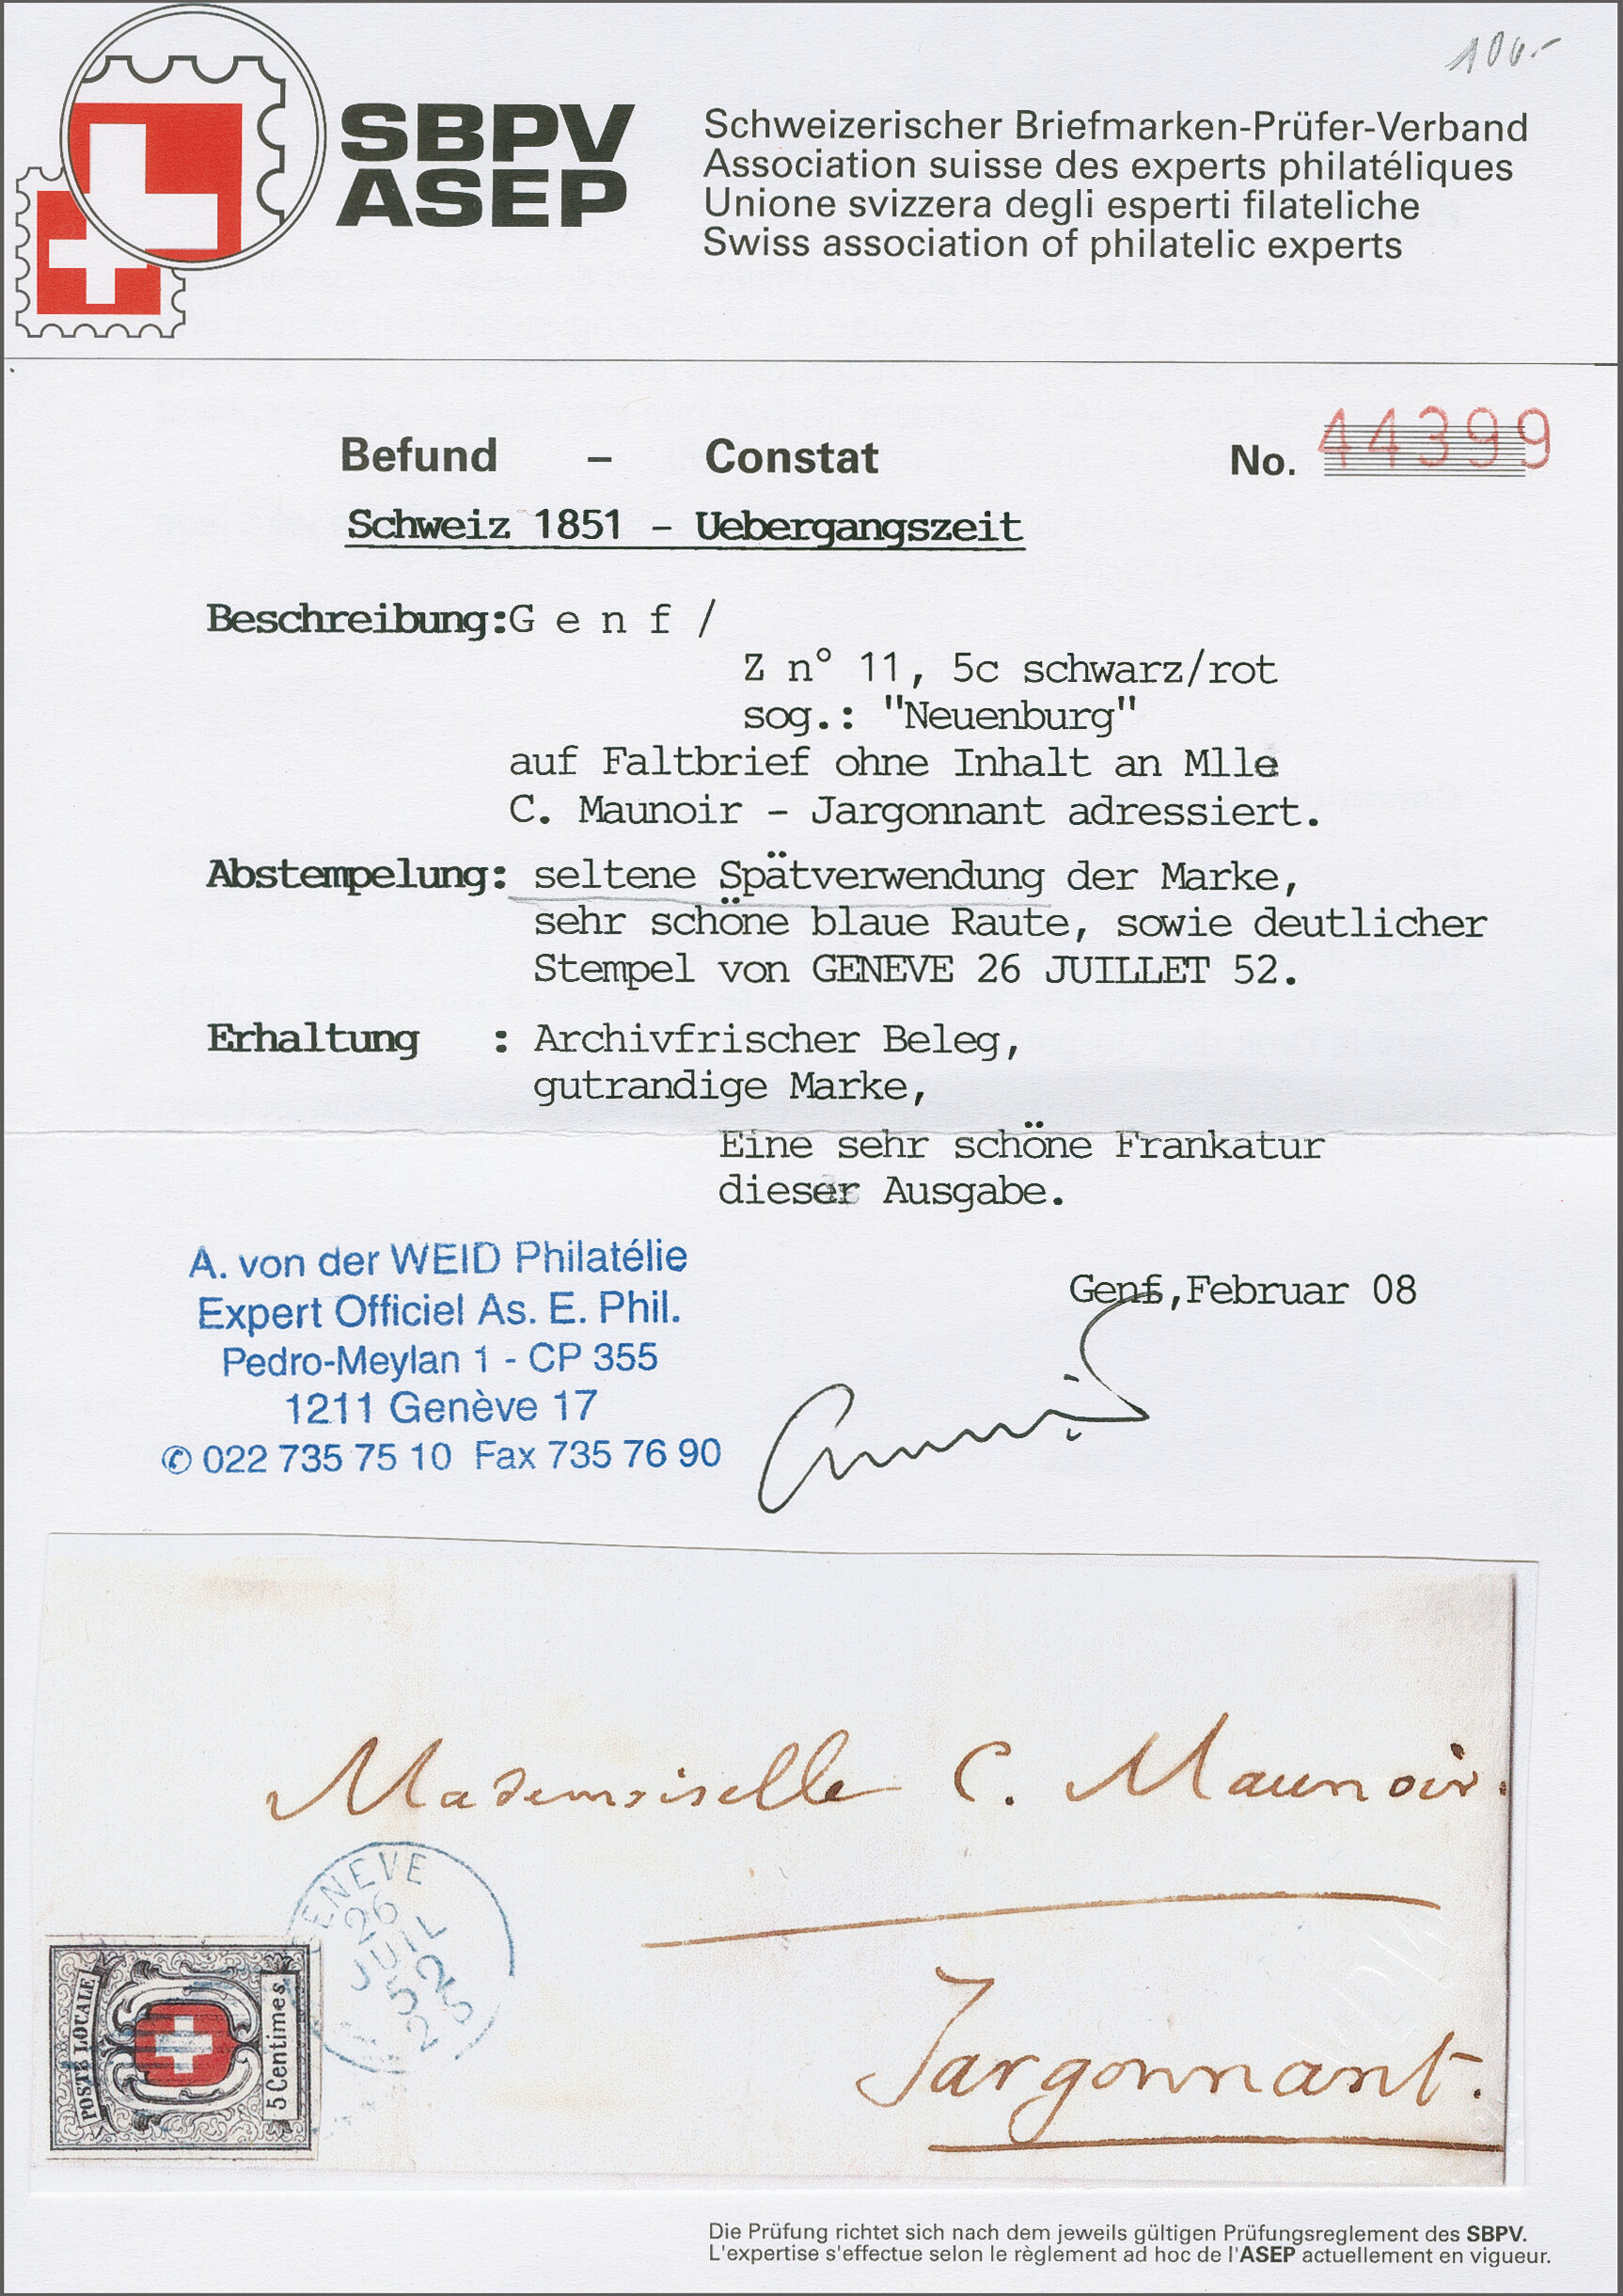 100.-
SBPV
ASEP
Schweizerischer Briefmarken-Prüfer-Verband
Association suisse des experts philatéliques
Unione svizzera degli esperti filateliche
Swiss association of philatelic experts
Befund – Constat No. 44399
Schweiz 1851 - Uebergangszeit
Beschreibung:G e n f /
Z n° 11, 5c schwarz/rot
sog.: "Neuenburg"
auf Faltbrief ohne Inhalt an Mlle
C. Maunoir - Jargonnant adressiert.
Abstempelung: seltene Spätverwendung der Marke,
sehr schöne blaue Raute, sowie deutlicher
Stempel von GENEVE 26 JUILLET 52.
Erhaltung : Archivfrischer Beleg,
gutrandige Marke,
Eine sehr schöne Frankatur
dieser Ausgabe.
A. von der WEID Philatélie
Expert Officiel As. E. Phil.
Pedro-Meylan 1 - CP 355
1211 Genève 17
✆ 022 735 75 10 Fax 735 76 90
Genf,Februar 08
Mademoiselle C. Maunoir.
GENEVE
26
JUIL
52
POSTE LOCALE
5 Centimes
Jargonnant.
Die Prüfung richtet sich nach dem jeweils gültigen Prüfungsreglement des SBPV.
L'expertise s'effectue selon le règlement ad hoc de l'ASEP actuellement en vigueur.